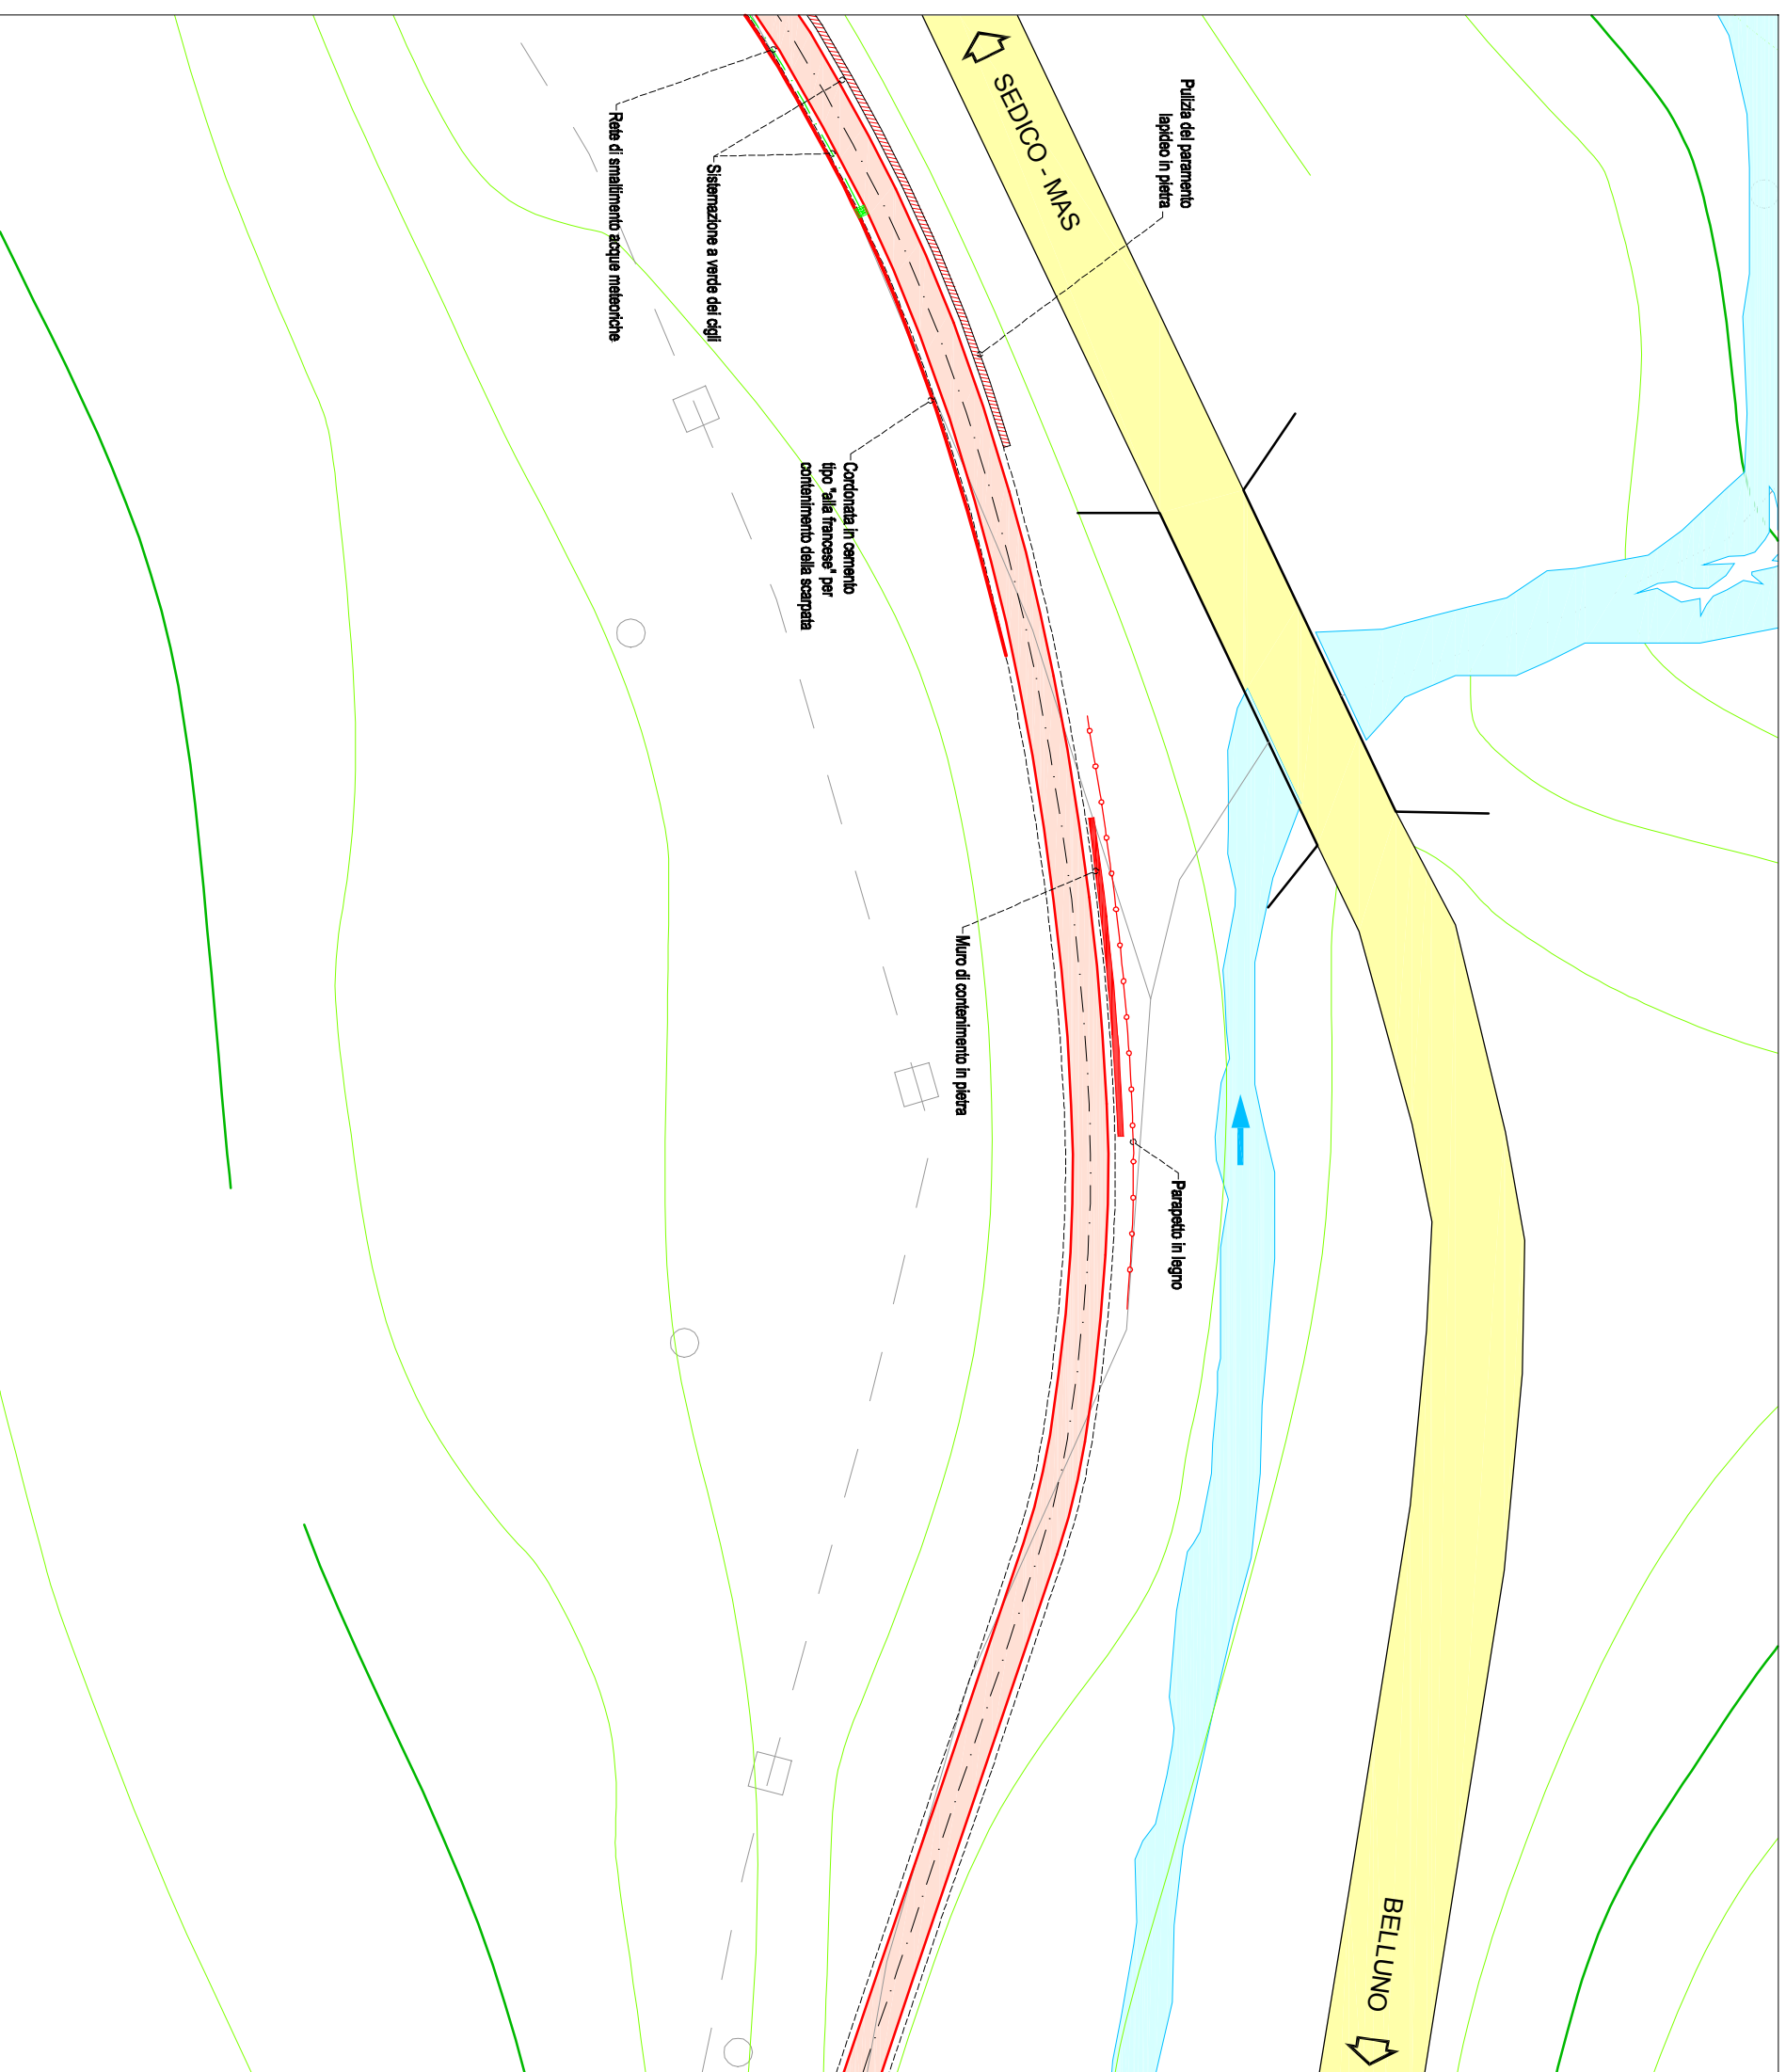 SEDICO - MAS
Pulizia del paramento
lapideo in pietra
Rete di smaltimento acque meteoriche
Sistemazione a verde dei cigli
Cordonata in cemento
tipo "alla francese" per
contenimento della scarpata
Muro di contenimento in pietra
Parapetto in legno
BELLUNO